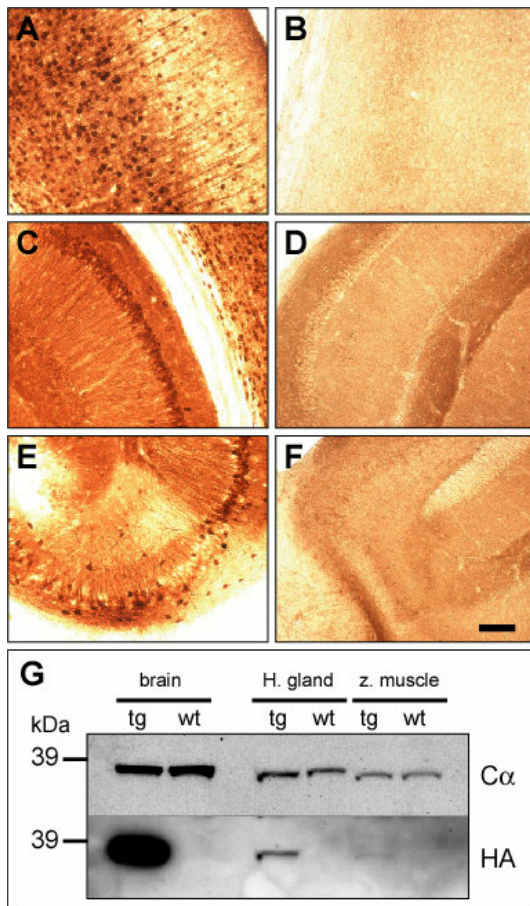 A
B
C
D
E
F
G
brain H. gland z. muscle
tg wt tg wt tg wt
kDa
39
Cα
39
HA